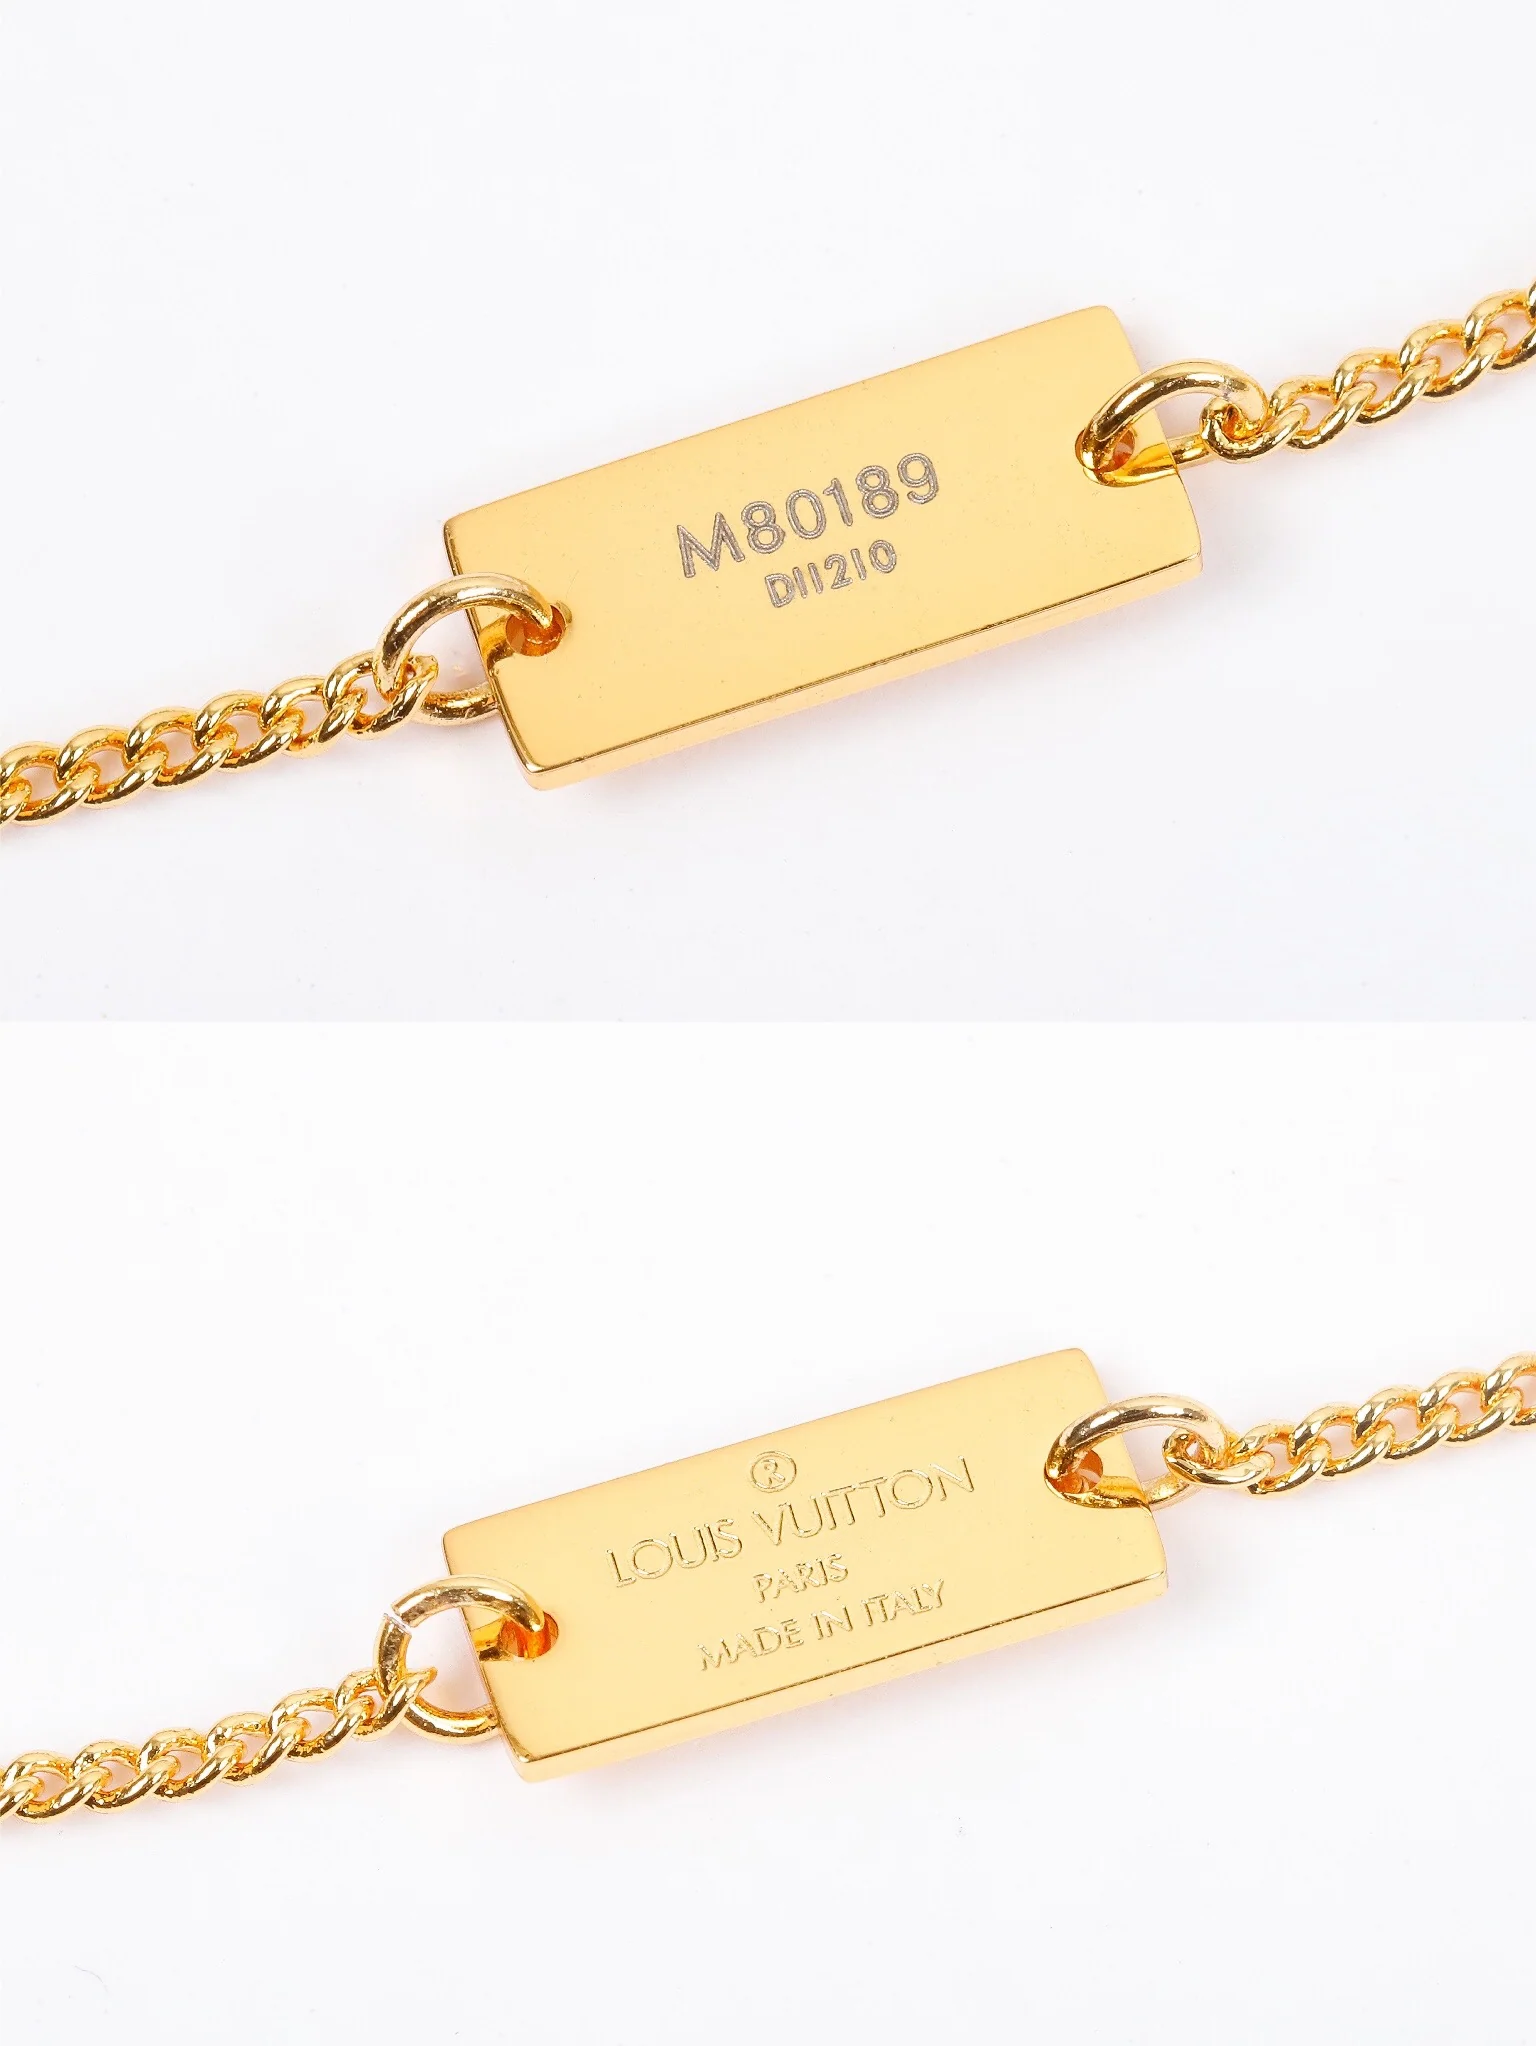 M80189
DI1210
®
LOUIS VUITTON
PARIS
MADE IN ITALY